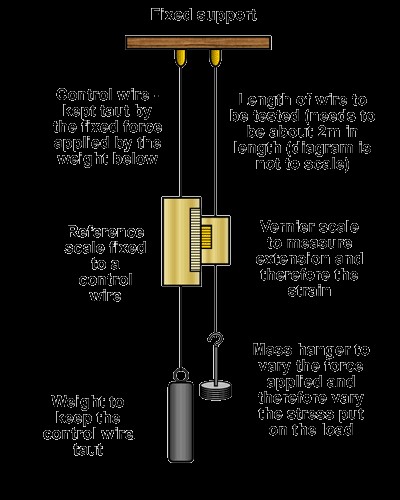 Fixed support
Control wire -
kept taut by
the fixed force
applied by the
weight below
Length of wire to
be tested (needs to
be about 2m in
length (diagram is
not to scale)
Reference
scale fixed
to a
control
wire
Vernier scale
to measure
extension and
therefore the
strain
Mass hanger to
vary the force
applied and
therefore vary
the stress put
on the load
Weight to
keep the
control wire
taut